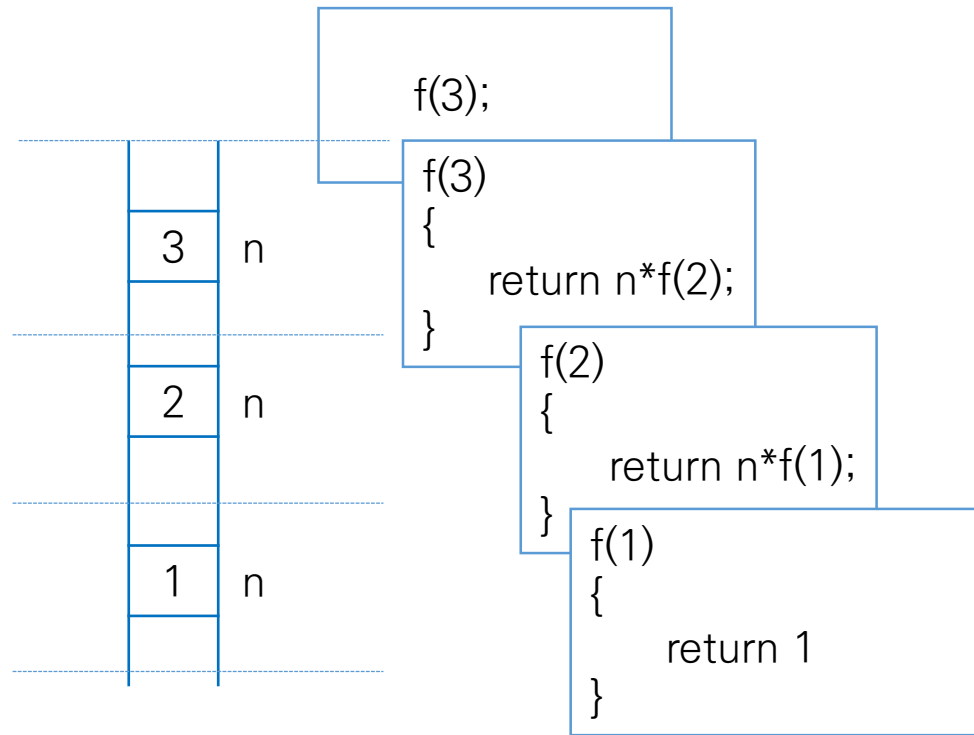 f(3);
f(3)
{
return n*f(2);
}
f(2)
{
return n*f(1);
}
f(1)
{
return 1
}
3 n
2 n
1 n